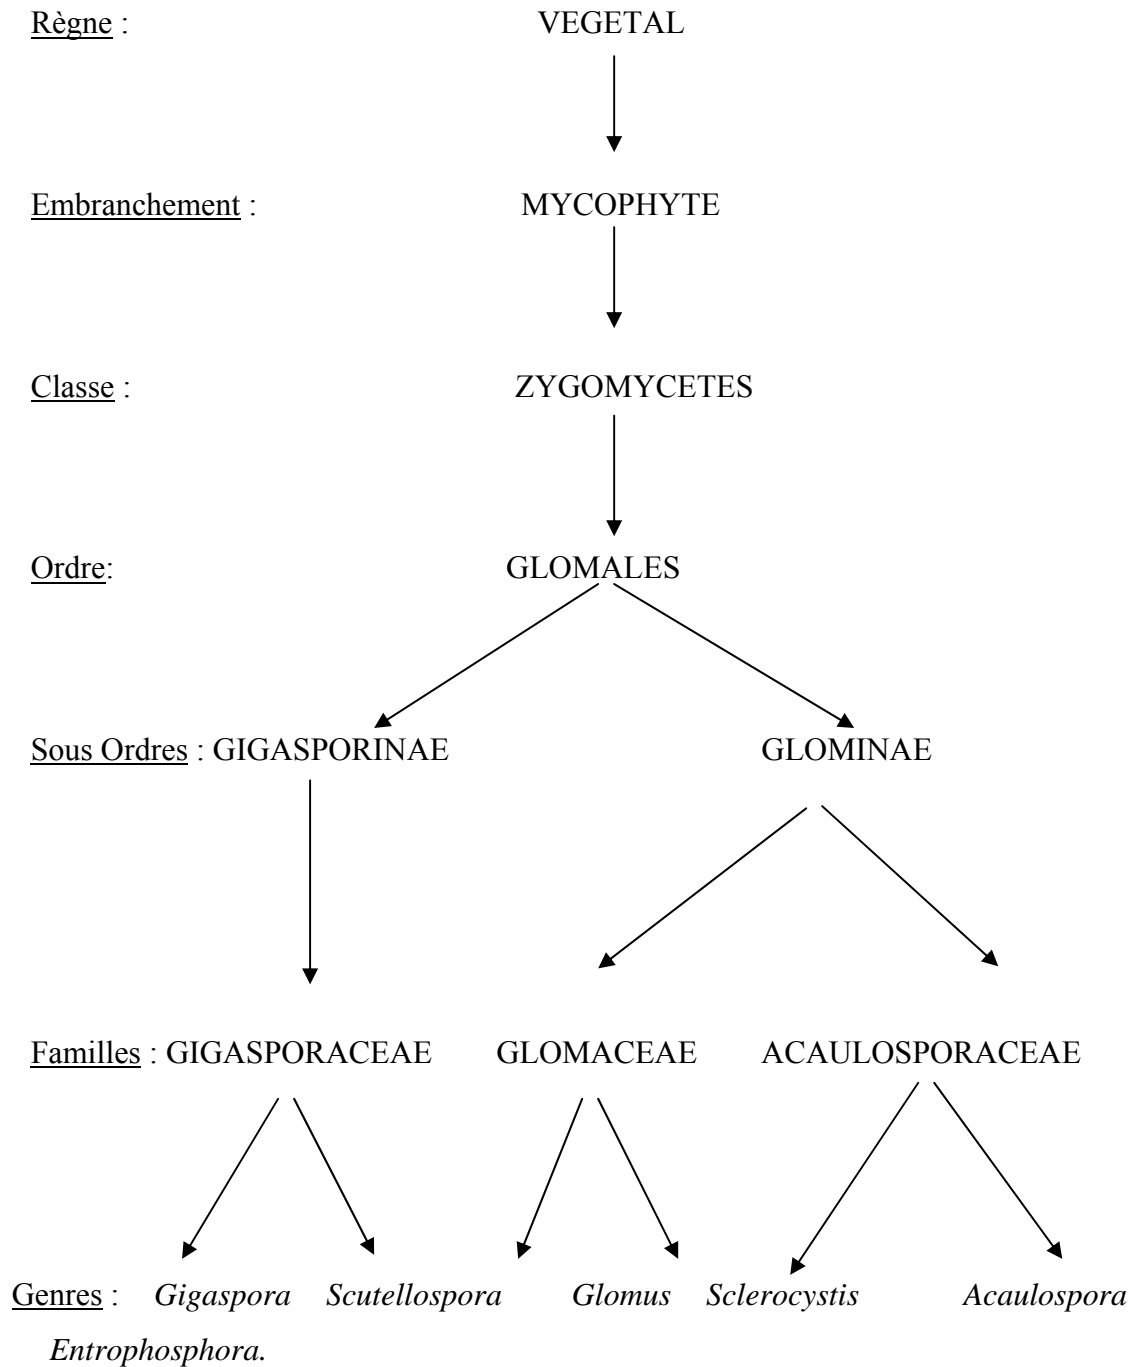 Règne : VEGETAL
Embranchement : MYCOPHYTE
Classe : ZYGOMYCETES
Ordre: GLOMALES
Sous Ordres : GIGASPORINAE GLOMINAE
Familles : GIGASPORACEAE GLOMACEAE ACAULOSPORACEAE
Genres : Gigaspora Scutellospora Glomus Sclerocystis Acaulospora
Entrophosphora.